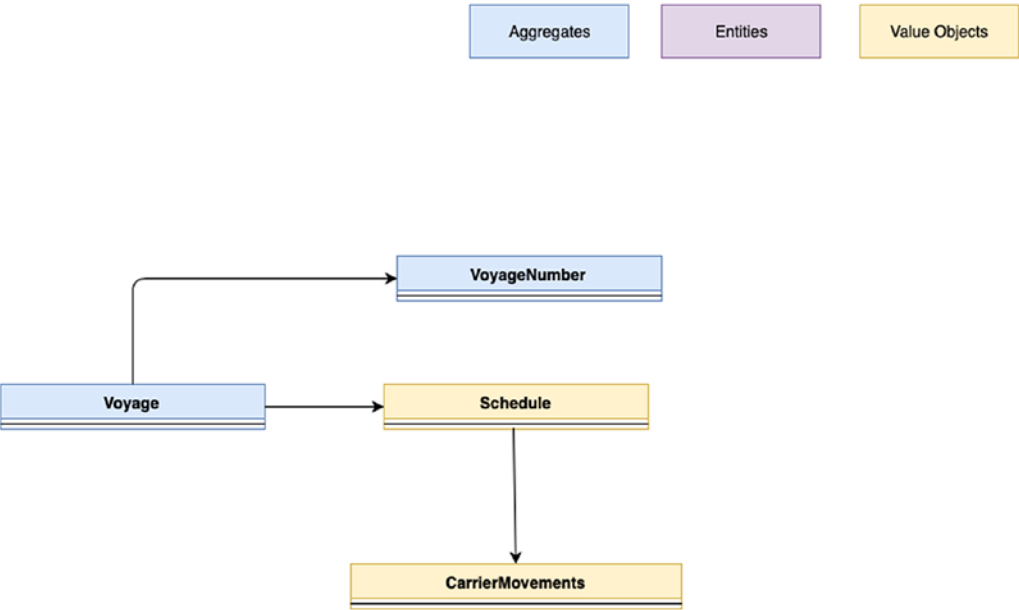 Aggregates
Entities
Value Objects
VoyageNumber
Voyage
Schedule
CarrierMovements